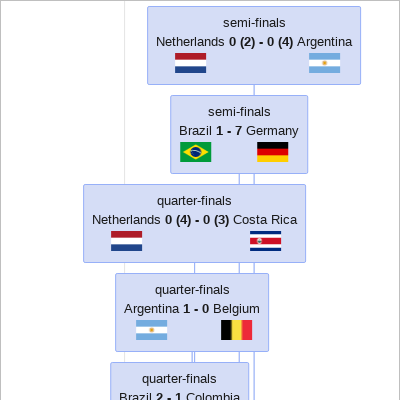 semi-finals
Netherlands 0 (2) - 0 (4) Argentina
semi-finals
Brazil 1 - 7 Germany
quarter-finals
Netherlands 0 (4) - 0 (3) Costa Rica
quarter-finals
Argentina 1 - 0 Belgium
quarter-finals
Brazil 2 - 1 Colombia